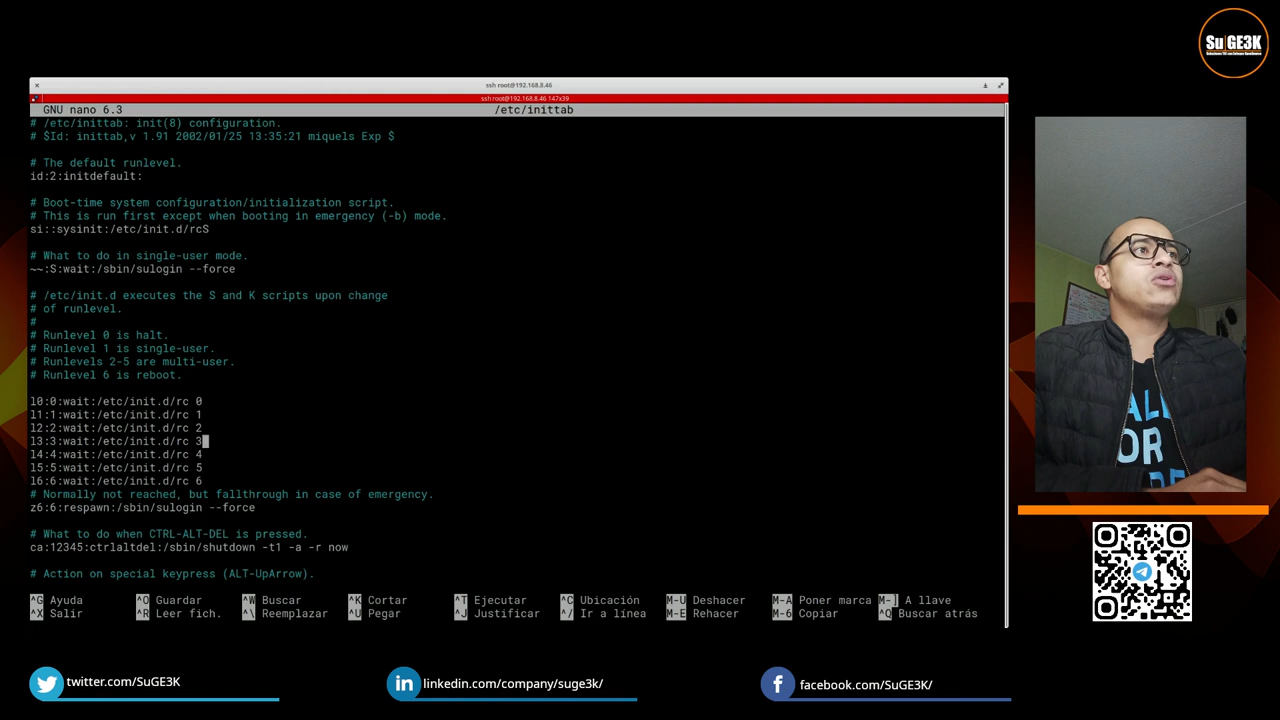 Su GE3K
ssh root@192.168.8.46
ssh root@192.168.8.46 147x39
GNU nano 6.3 /etc/inittab
# /etc/inittab: init(8) configuration.
# $Id: inittab,v 1.91 2002/01/25 13:35:21 miquels Exp $
# The default runlevel.
id:2:initdefault:
# Boot-time system configuration/initialization script.
# This is run first except when booting in emergency (-b) mode.
si::sysinit:/etc/init.d/rcS
# What to do in single-user mode.
~~:S:wait:/sbin/sulogin --force
# /etc/init.d executes the S and K scripts upon change
# of runlevel.
#
# Runlevel 0 is halt.
# Runlevel 1 is single-user.
# Runlevels 2-5 are multi-user.
# Runlevel 6 is reboot.
l0:0:wait:/etc/init.d/rc 0
l1:1:wait:/etc/init.d/rc 1
l2:2:wait:/etc/init.d/rc 2
l3:3:wait:/etc/init.d/rc 3
l4:4:wait:/etc/init.d/rc 4
l5:5:wait:/etc/init.d/rc 5
l6:6:wait:/etc/init.d/rc 6
# Normally not reached, but fallthrough in case of emergency.
z6:6:respawn:/sbin/sulogin --force
# What to do when CTRL-ALT-DEL is pressed.
ca:12345:ctrlaltdel:/sbin/shutdown -t1 -a -r now
# Action on special keypress (ALT-UpArrow).
^G Ayuda ^O Guardar ^W Buscar ^K Cortar ^T Ejecutar ^C Ubicación M-U Deshacer M-A Poner marca M-] A llave
^X Salir ^R Leer fich. ^\ Reemplazar ^U Pegar ^J Justificar ^/ Ir a línea M-E Rehacer M-6 Copiar ^Q Buscar atrás
ALL
OR
twitter.com/SuGE3K
linkedin.com/company/suge3k/
facebook.com/SuGE3K/